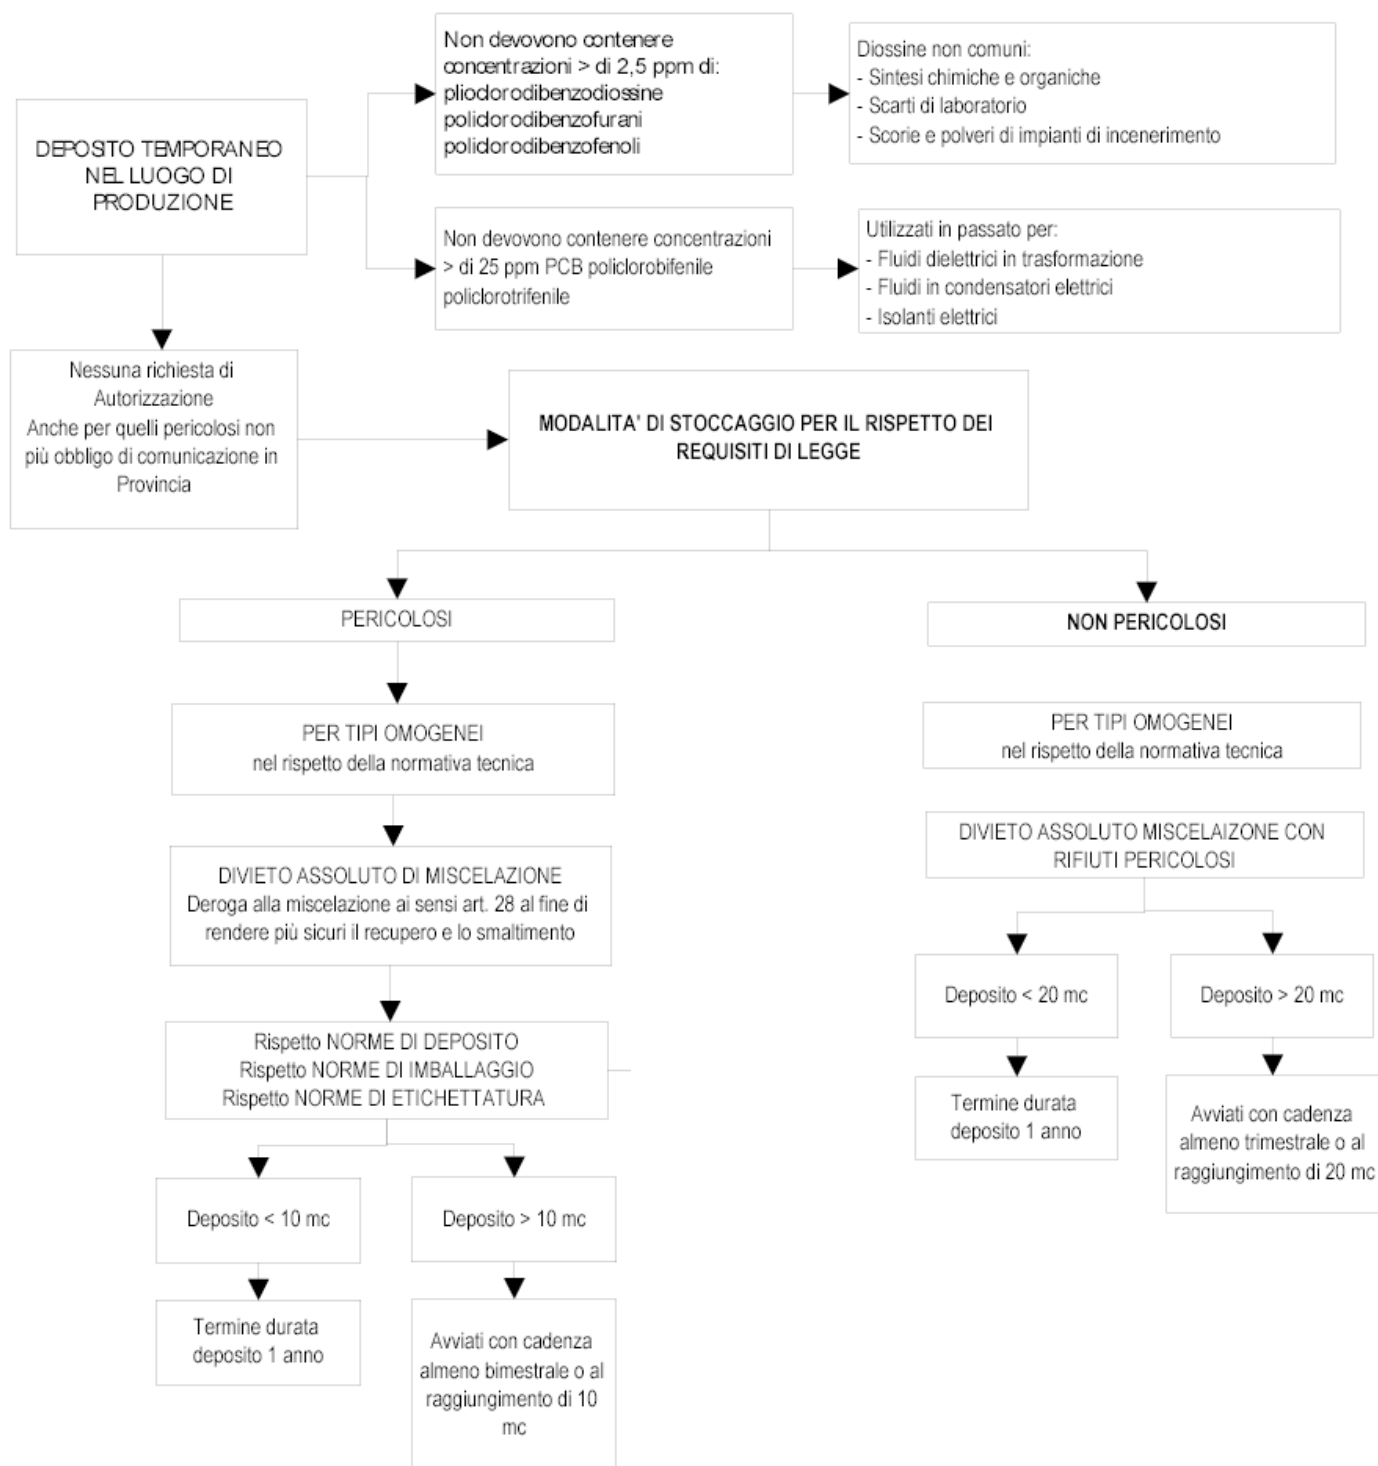 Non devovono contenere
concentrazioni > di 2,5 ppm di:
pliodorodibenzodiossine
polidorodibenzofurani
polidorodibenzofenoli
Diossine non comuni:
- Sintesi chimiche e organiche
- Scarti di laboratorio
- Scorie e polveri di impianti di incenerimento
DEPOSITO TEMPORANEO
NEL LUOGO DI
PRODUZIONE
Non devovono contenere concentrazioni
> di 25 ppm PCB policlorobifenile
policlorotrifenile
Utilizzati in passato per:
- Fluidi dielettrici in trasformazione
- Fluidi in condensatori elettrici
- Isolanti elettrici
Nessuna richiesta di
Autorizzazione
Anche per quelli pericolosi non
più obbligo di comunicazione in
Provincia
MODALITA' DI STOCCAGGIO PER IL RISPETTO DEI
REQUISITI DI LEGGE
PERICOLOSI
NON PERICOLOSI
PER TIPI OMOGENEI
nel rispetto della normativa tecnica
PER TIPI OMOGENEI
nel rispetto della normativa tecnica
DIVIETO ASSOLUTO DI MISCELAZIONE
Deroga alla miscelazione ai sensi art. 28 al fine di
rendere più sicuri il recupero e lo smaltimento
DIVIETO ASSOLUTO MISCELAIZONE CON
RIFIUTI PERICOLOSI
Deposito < 20 mc
Deposito > 20 mc
Rispetto NORME DI DEPOSITO
Rispetto NORME DI IMBALLAGGIO
Rispetto NORME DI ETICHETTATURA
Termine durata
deposito 1 anno
Avviati con cadenza
almeno trimestrale o al
raggiungimento di 20 mc
Deposito < 10 mc
Deposito > 10 mc
Termine durata
deposito 1 anno
Avviati con cadenza
almeno bimestrale o al
raggiungimento di 10
mc